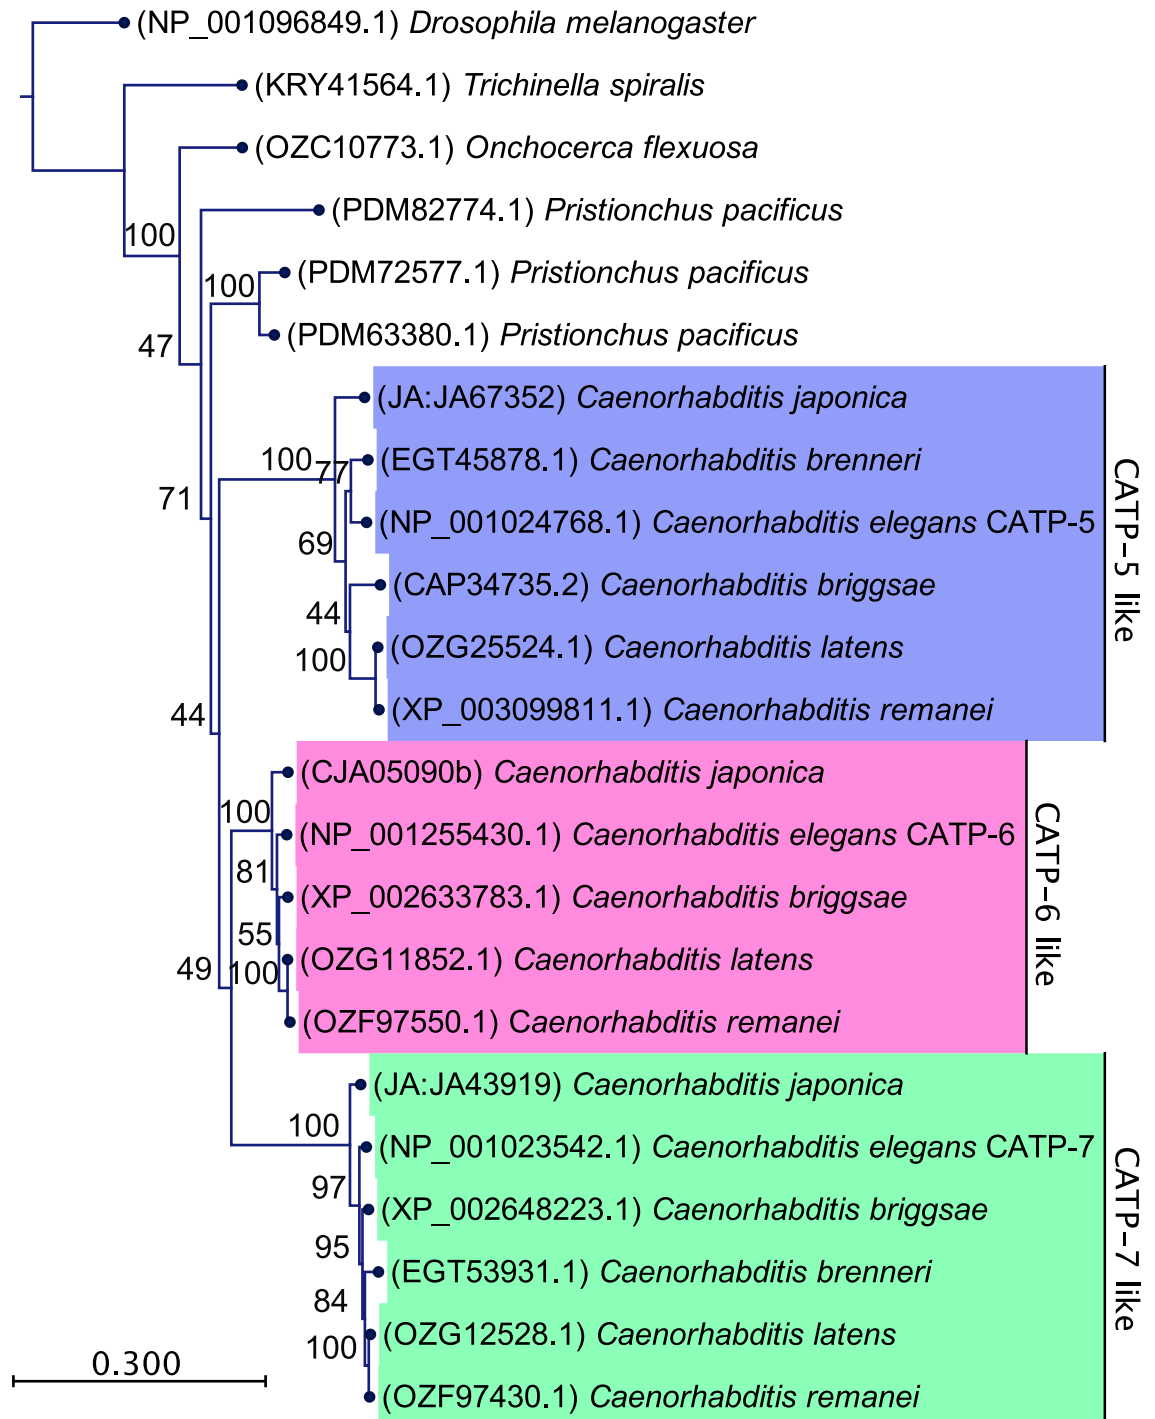 (NP_001096849.1) Drosophila melanogaster
(KRY41564.1) Trichinella spiralis
(OZC10773.1) Onchocerca flexuosa
(PDM82774.1) Pristionchus pacificus
100
(PDM72577.1) Pristionchus pacificus
100
(PDM63380.1) Pristionchus pacificus
47
(JA:JA67352) Caenorhabditis japonica
(EGT45878.1) Caenorhabditis brenneri
100
77
71
(NP_001024768.1) Caenorhabditis elegans CATP-5
69
(CAP34735.2) Caenorhabditis briggsae
44
(OZG25524.1) Caenorhabditis latens
100
(XP_003099811.1) Caenorhabditis remanei
CATP-5 like
44
(CJA05090b) Caenorhabditis japonica
100
(NP_001255430.1) Caenorhabditis elegans CATP-6
81
(XP_002633783.1) Caenorhabditis briggsae
55
(OZG11852.1) Caenorhabditis latens
49
100
(OZF97550.1) Caenorhabditis remanei
CATP-6 like
(JA:JA43919) Caenorhabditis japonica
100
(NP_001023542.1) Caenorhabditis elegans CATP-7
97
(XP_002648223.1) Caenorhabditis briggsae
95
(EGT53931.1) Caenorhabditis brenneri
84
(OZG12528.1) Caenorhabditis latens
100
(OZF97430.1) Caenorhabditis remanei
CATP-7 like
0.300